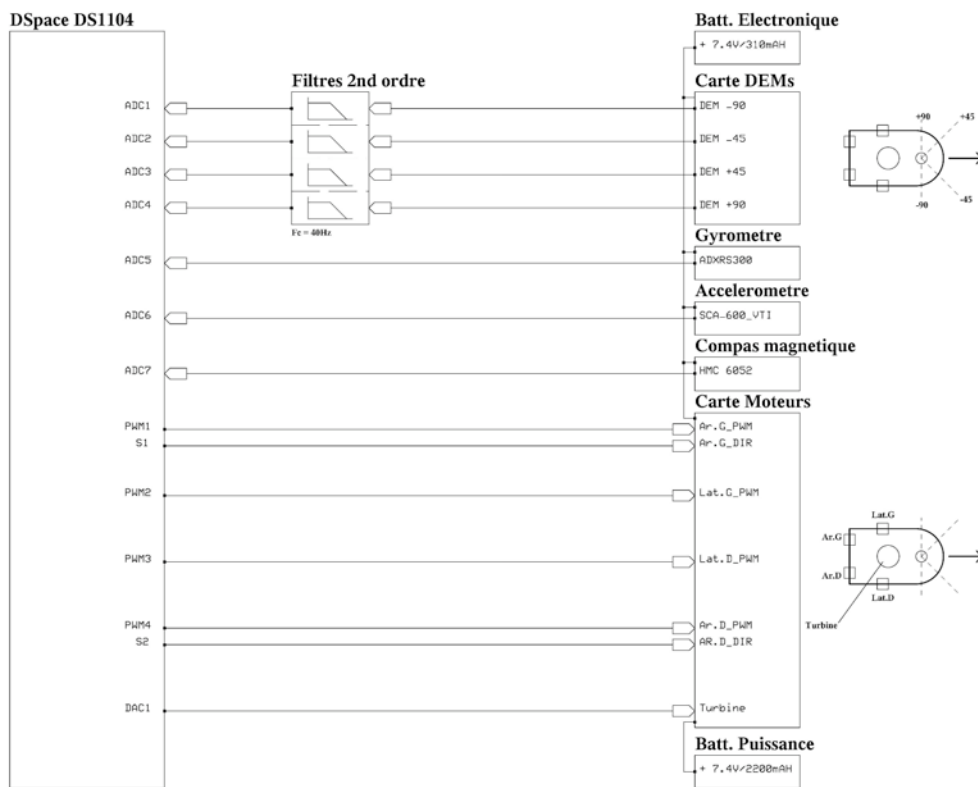 DSpace DS1104
Batt. Electronique
+ 7.4V/310mAH
Filtres 2nd ordre
Carte DEMs
ADC1
DEM -90
ADC2
DEM -45
ADC3
DEM +45
ADC4
DEM +90
Fc = 40Hz
+90
+45
-90
-45
Gyrometre
ADC5
ADXRS300
Accelerometre
ADC6
SCA-600_VTI
Compas magnetique
ADC7
HMC 6052
Carte Moteurs
PWM1
Ar.G_PWM
S1
Ar.G_DIR
PWM2
Lat.G_PWM
Lat.G
Ar.G
PWM3
Lat.D_PWM
Ar.D
Lat.D
PWM4
Ar.D_PWM
Turbine
S2
AR.D_DIR
DAC1
Turbine
Batt. Puissance
+ 7.4V/2200mAH